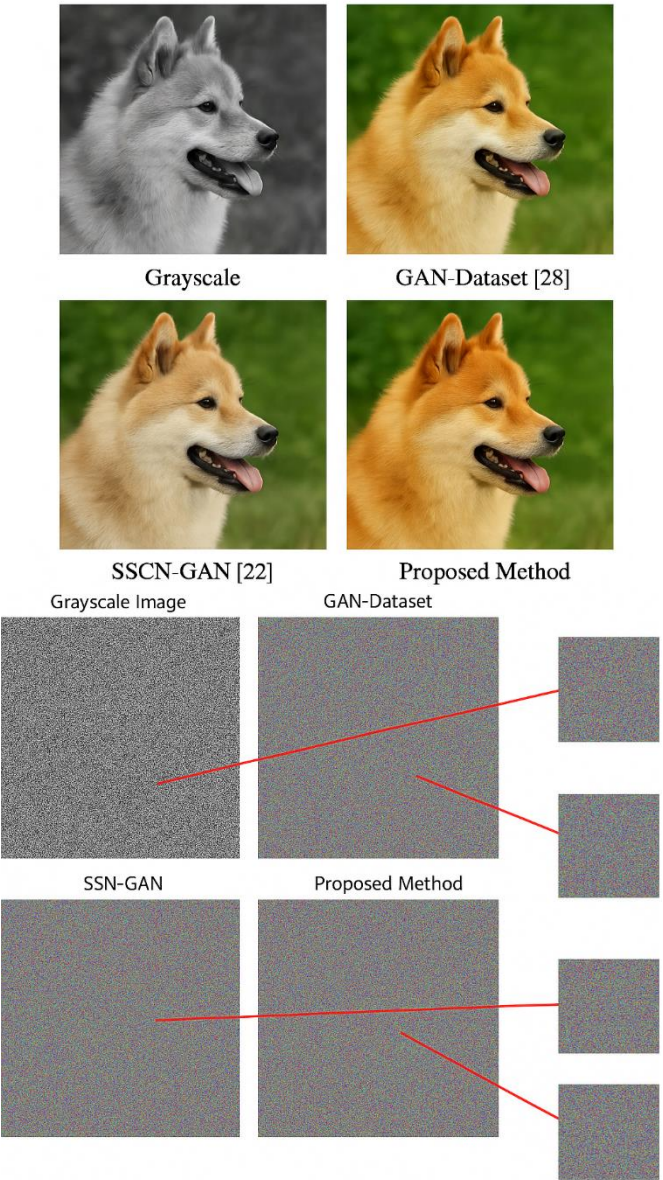 Grayscale
GAN-Dataset [28]
SSCN-GAN [22]
Proposed Method
Grayscale Image
GAN-Dataset
SSN-GAN
Proposed Method